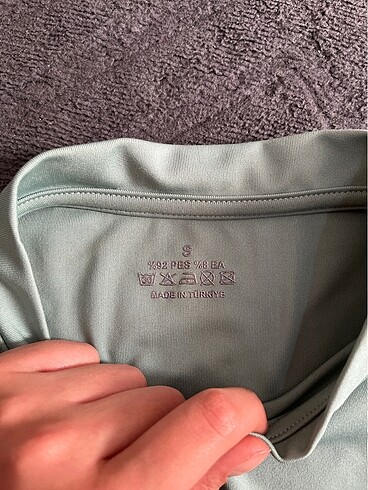 S
%92 PES %8 EA
MADE IN TÜRKİYE